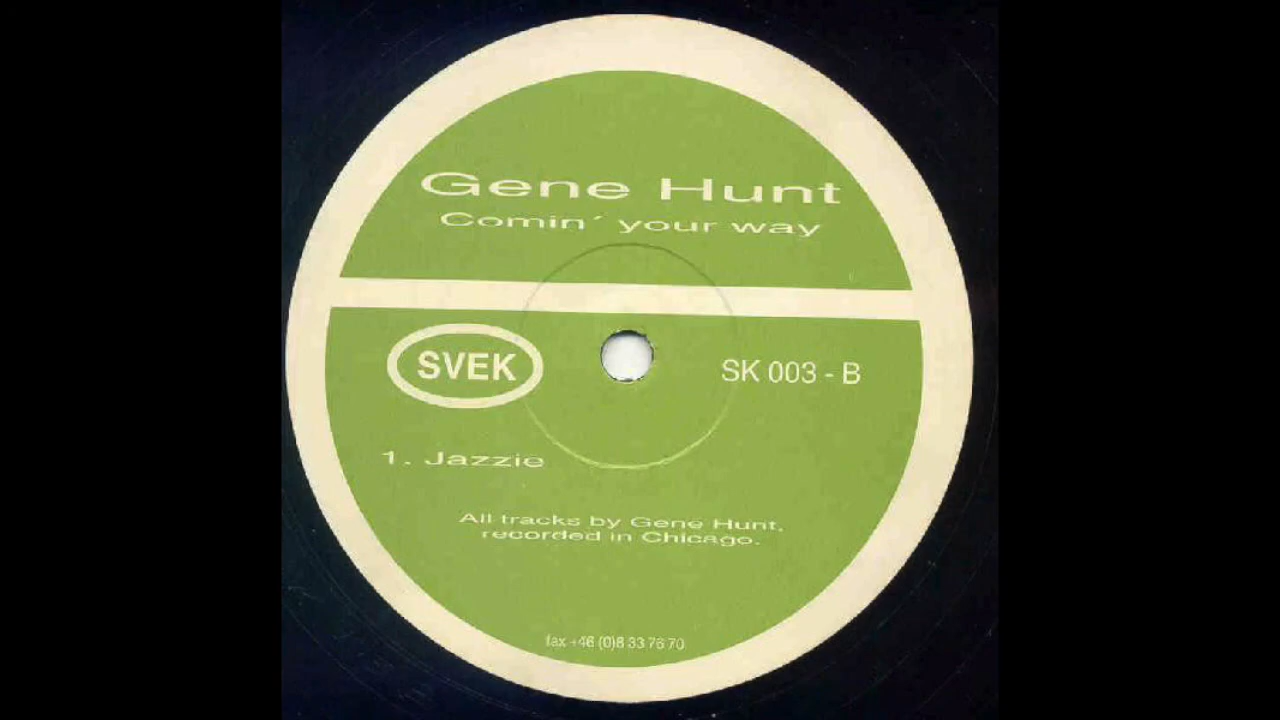 Gene Hunt
Comin´ your way
SVEK
SK 003 - B
1. Jazzie
All tracks by Gene Hunt,
recorded in Chicago.
fax +46 (0)8 33 76 70